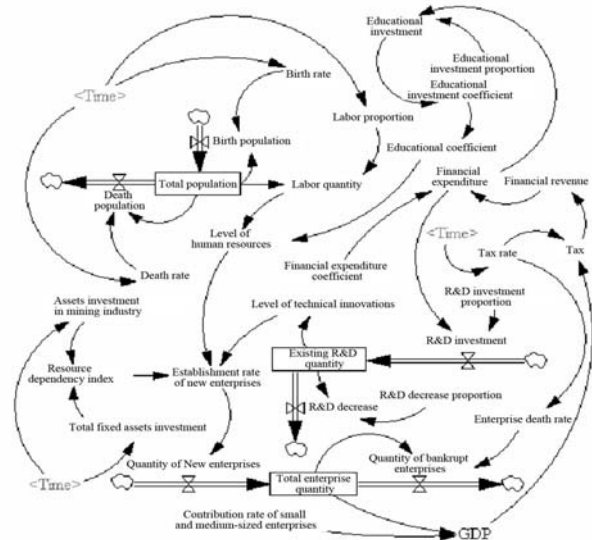 Educational
investment
Educational
investment proportion
Birth rate
<Time>
Educational
investment coefficient
Labor proportion
Birth population
Educational coefficient
Financial
expenditure
Financial revenue
Total population
Labor quantity
Death
population
Level of
human resources
<Time>
Tax rate
Tax
Financial expenditure
coefficient
Death rate
R&D investment
proportion
Assets investment
in mining industry
Level of technical innovations
R&D investment
Existing R&D
quantity
Resource
dependency index
Establishment rate
of new enterprises
R&D decrease proportion
R&D decrease
Enterprise death rate
Total fixed assets investment
Quantity of New enterprises
Quantity of bankrupt
enterprises
<Time>
Total enterprise
quantity
Contribution rate of small
and medium-sized enterprises
GDP